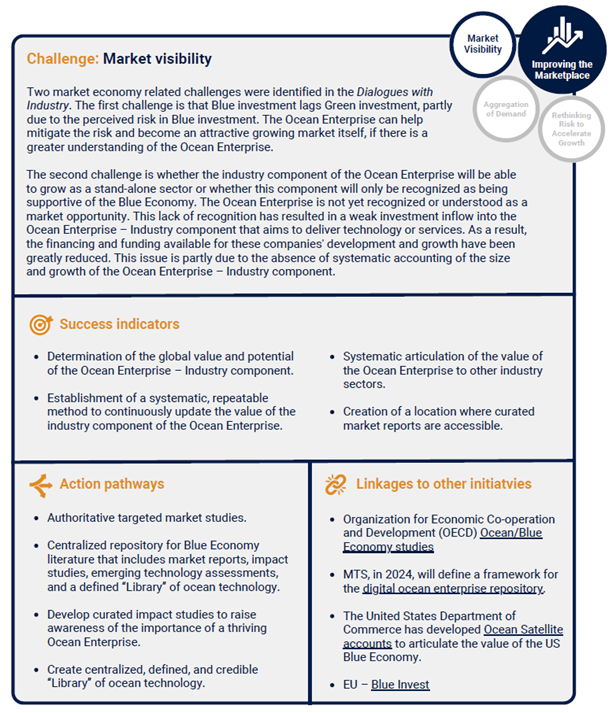 Market
Visibility
Improving the
Marketplace
Aggregation
of Demand
Rethinking
Risk to
Accelerate
Growth
Challenge: Market visibility
Two market economy related challenges were identified in the Dialogues with
Industry. The first challenge is that Blue investment lags Green investment, partly
due to the perceived risk in Blue investment. The Ocean Enterprise can help
mitigate the risk and become an attractive growing market itself, if there is a
greater understanding of the Ocean Enterprise.
The second challenge is whether the industry component of the Ocean Enterprise will be able
to grow as a stand-alone sector or whether this component will only be recognized as being
supportive of the Blue Economy. The Ocean Enterprise is not yet recognized or understood as a
market opportunity. This lack of recognition has resulted in a weak investment inflow into the
Ocean Enterprise – Industry component that aims to deliver technology or services. As a result,
the financing and funding available for these companies' development and growth have been
greatly reduced. This issue is partly due to the absence of systematic accounting of the size
and growth of the Ocean Enterprise – Industry component.
Success indicators
• Determination of the global value and potential
of the Ocean Enterprise – Industry component.
• Establishment of a systematic, repeatable
method to continuously update the value of the
industry component of the Ocean Enterprise.
• Systematic articulation of the value of
the Ocean Enterprise to other industry
sectors.
• Creation of a location where curated
market reports are accessible.
Action pathways
• Authoritative targeted market studies.
• Centralized repository for Blue Economy
literature that includes market reports, impact
studies, emerging technology assessments,
and a defined “Library” of ocean technology.
• Develop curated impact studies to raise
awareness of the importance of a thriving
Ocean Enterprise.
• Create centralized, defined, and credible
“Library” of ocean technology.
Linkages to other initiatvies
• Organization for Economic Co-operation
and Development (OECD) Ocean/Blue
Economy studies
• MTS, in 2024, will define a framework for
the digital ocean enterprise repository.
• The United States Department of
Commerce has developed Ocean Satellite
accounts to articulate the value of the US
Blue Economy.
• EU – Blue Invest